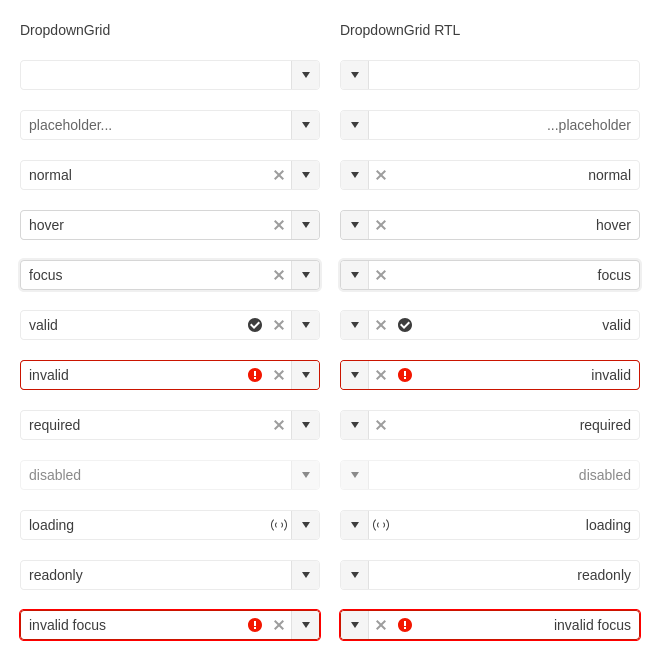 DropdownGrid DropdownGrid RTL
placeholder... ...placeholder
normal normal
hover hover
focus focus
valid valid
invalid invalid
required required
disabled disabled
loading loading
readonly readonly
invalid focus invalid focus